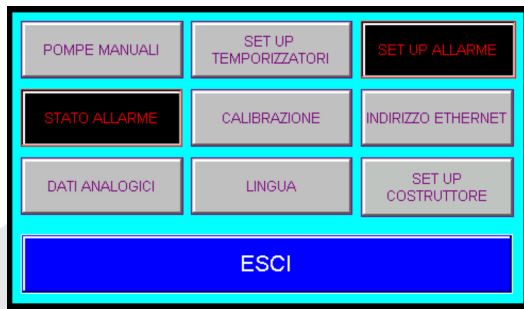 POMPE MANUALI
SET UP
TEMPORIZZATORI
SET UP ALLARME
STATO ALLARME
CALIBRAZIONE
INDIRIZZO ETHERNET
DATI ANALOGICI
LINGUA
SET UP
COSTRUTTORE
ESCI